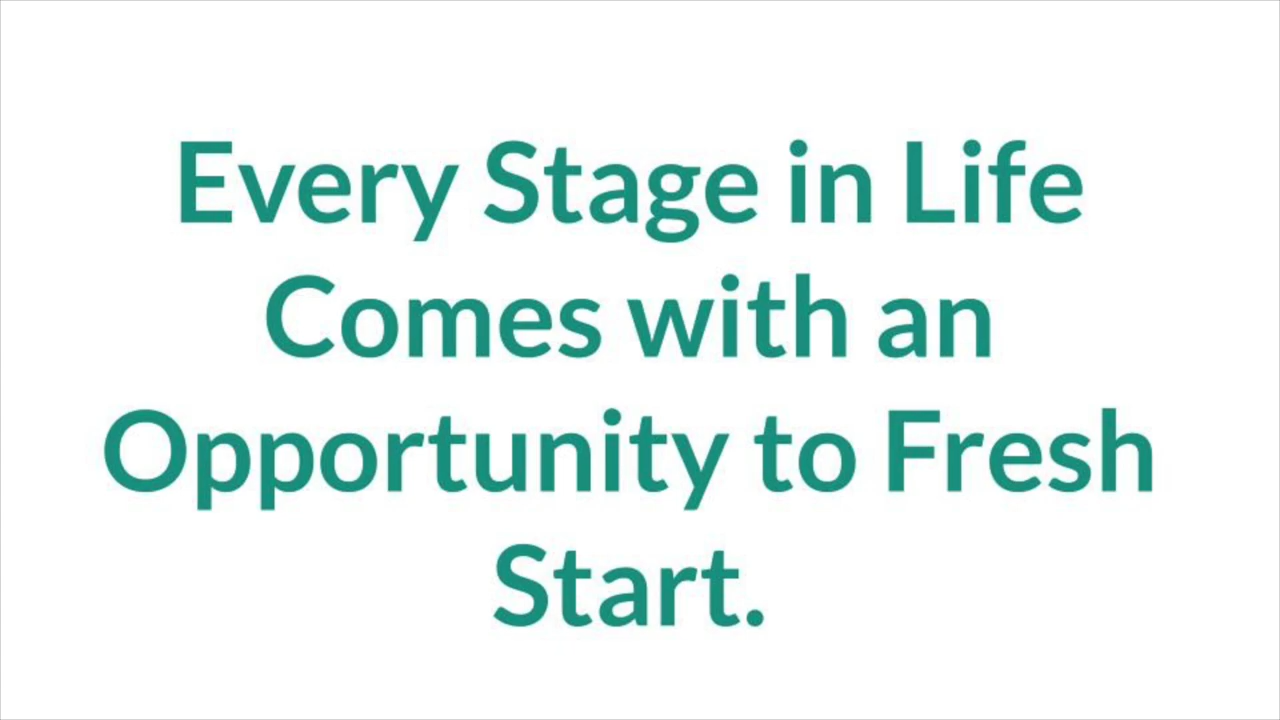 Every Stage in Life
Comes with an
Opportunity to Fresh
Start.